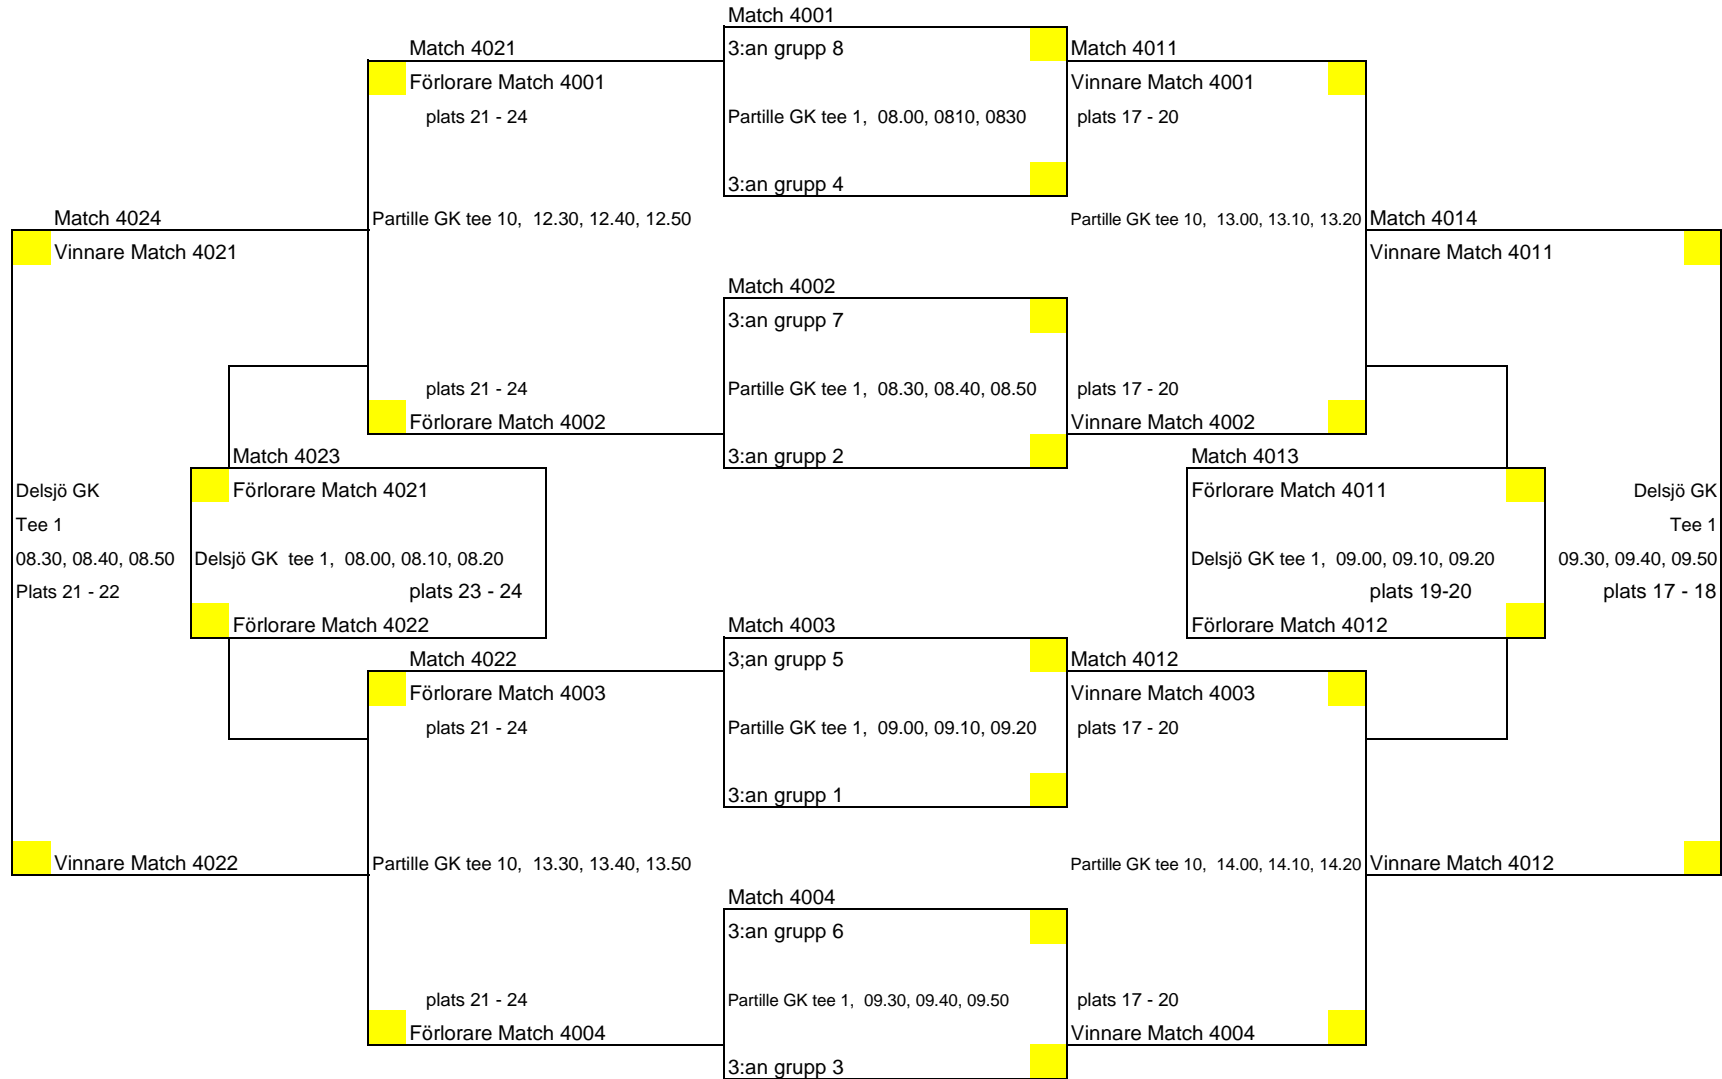 Match 4001
Match 4021
3:an grupp 8
Match 4011
Förlorare Match 4001
Vinnare Match 4001
plats 21 - 24
Partille GK tee 1,  08.00, 0810, 0830
plats 17 - 20
3:an grupp 4
Match 4024
Partille GK tee 10,  12.30, 12.40, 12.50
Partille GK tee 10,  13.00, 13.10, 13.20
Match 4014
Vinnare Match 4021
Vinnare Match 4011
Match 4002
3:an grupp 7
plats 21 - 24
Partille GK tee 1,  08.30, 08.40, 08.50
plats 17 - 20
Förlorare Match 4002
Vinnare Match 4002
Match 4023
3:an grupp 2
Match 4013
Delsjö GK
Förlorare Match 4021
Förlorare Match 4011
Delsjö GK
Tee 1
Tee 1
08.30, 08.40, 08.50
Delsjö GK  tee 1,  08.00, 08.10, 08.20
Delsjö GK tee 1,  09.00, 09.10, 09.20
09.30, 09.40, 09.50
Plats 21 - 22
plats 23 - 24
plats 19-20
plats 17 - 18
Förlorare Match 4022
Match 4003
Förlorare Match 4012
Match 4022
3;an grupp 5
Match 4012
Förlorare Match 4003
Vinnare Match 4003
plats 21 - 24
Partille GK tee 1,  09.00, 09.10, 09.20
plats 17 - 20
3:an grupp 1
Vinnare Match 4022
Partille GK tee 10,  13.30, 13.40, 13.50
Partille GK tee 10,  14.00, 14.10, 14.20
Vinnare Match 4012
Match 4004
3:an grupp 6
plats 21 - 24
Partille GK tee 1,  09.30, 09.40, 09.50
plats 17 - 20
Förlorare Match 4004
Vinnare Match 4004
3:an grupp 3